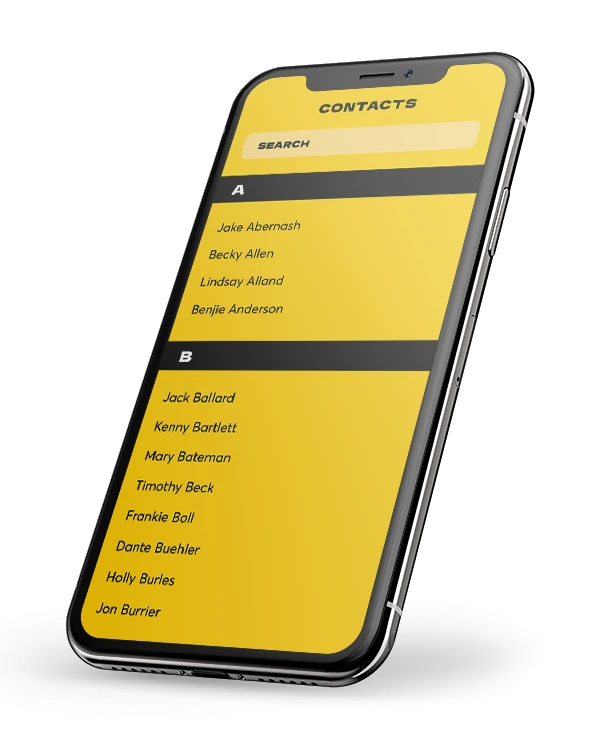 CONTACTS
SEARCH
A
Jake Abernash
Becky Allen
Lindsay Alland
Benjie Anderson
B
Jack Ballard
Kenny Bartlett
Mary Bateman
Timothy Beck
Frankie Boll
Dante Buehler
Holly Burles
Jon Burrier